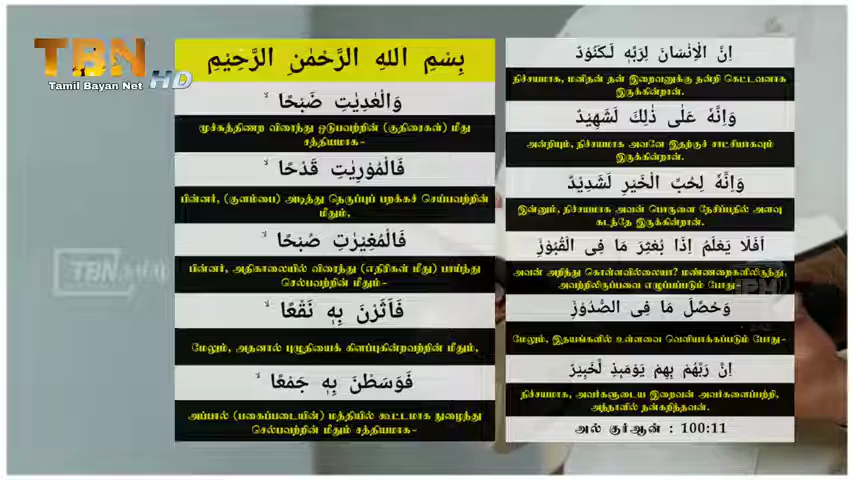 TBN HD
Tamil Bayan Net
بِسْمِ اللهِ الرَّحْمٰنِ الرَّحِيْمِ
وَالْعٰدِيٰتِ ضَبْحًا ۙ
மூச்சுத்திணற விரைந்து ஓடுபவற்றின் (குதிரைகள்) மீது
சத்தியமாக-
فَالْمُوْرِيٰتِ قَدْحًا ۙ
பின்னர், (குளம்பை) அடித்து நெருப்புப் பறக்கச் செய்பவற்றின்
மீதும்,
فَالْمُغِيْرٰتِ صُبْحًا ۙ
பின்னர், அதிகாலையில் விரைந்து (எதிரிகள் மீது) பாய்ந்து
செல்பவற்றின் மீதும்-
فَاَثَرْنَ بِهٖ نَقْعًا ۙ
மேலும், அதனால் புழுதியைக் கிளப்புகின்றவற்றின் மீதும்,
فَوَسَطْنَ بِهٖ جَمْعًا ۙ
அப்பால் (பகைப்படையின்) மத்தியில் கூட்டமாக நுழைந்து
செல்பவற்றின் மீதும் சத்தியமாக-
اِنَّ الْاِنْسَانَ لِرَبِّهٖ لَـكَنُوْدٌ
நிச்சயமாக, மனிதன் தன் இறைவனுக்கு நன்றி கெட்டவனாக
இருக்கின்றான்.
وَاِنَّهٗ عَلٰى ذٰلِكَ لَشَهِيْدٌ
அன்றியும், நிச்சயமாக அவனே இதற்குச் சாட்சியாகவும்
இருக்கின்றான்.
وَاِنَّهٗ لِحُبِّ الْخَيْرِ لَشَدِيْدٌ
இன்னும், நிச்சயமாக அவன் பொருளை நேசிப்பதில் அளவு
கடந்தே இருக்கின்றான்.
اَفَلَا يَعْلَمُ اِذَا بُعْثِرَ مَا فِى الْقُبُوْرِ
அவன் அறிந்து கொள்ளவில்லையா? மண்ணறைகளிலிருந்து,
அவற்றிலிருப்பவை எழுப்பப்படும் போது-
وَحُصِّلَ مَا فِى الصُّدُوْرِ
மேலும், இதயங்களில் உள்ளவை வெளியாக்கப்படும் போது-
اِنَّ رَبَّهُمْ بِهِمْ يَوْمَٮِٕذٍ لَّخَبِيْرٌ
நிச்சயமாக, அவர்களுடைய இறைவன் அவர்களைப்பற்றி,
அந்நாளில் நன்கறிந்தவன்.
அல் குர்ஆன் : 100:11